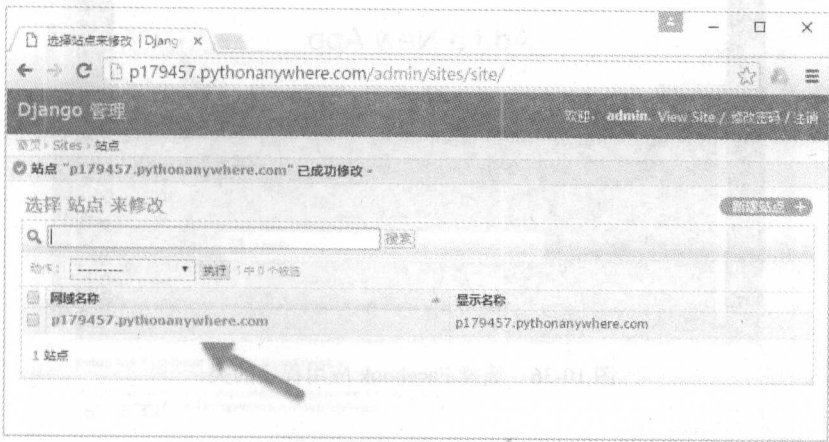 选择站点来修改 | Djang ×
p179457.pythonanywhere.com/admin/sites/site/
Django 管理
欢迎，admin. View Site / 修改密码 / 注销
首页 › Sites › 站点
站点 "p179457.pythonanywhere.com" 已成功修改。
选择 站点 来修改
新增站点 +
搜索
动作： --------- 执行 1 中 0 个被选
网域名称 显示名称
p179457.pythonanywhere.com p179457.pythonanywhere.com
1 站点